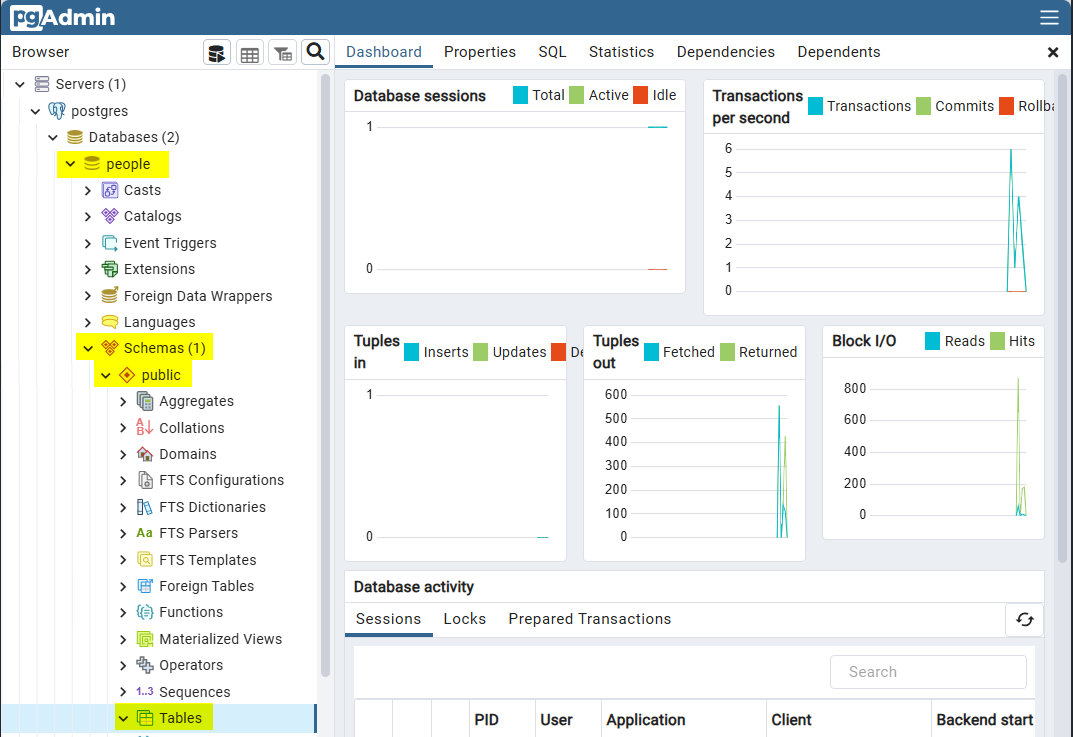 pgAdmin
Browser
Servers (1)
postgres
Databases (2)
people
Casts
Catalogs
Event Triggers
Extensions
Foreign Data Wrappers
Languages
Schemas (1)
public
Aggregates
Collations
Domains
FTS Configurations
FTS Dictionaries
Aa FTS Parsers
FTS Templates
Foreign Tables
Functions
Materialized Views
Operators
1..3 Sequences
Tables
Dashboard Properties SQL Statistics Dependencies Dependents
Database sessions Total Active Idle
1
0
Transactions per second Transactions Commits Rollba
6
5
4
3
2
1
0
Tuples in Inserts Updates De
1
0
Tuples out Fetched Returned
600
500
400
300
200
100
0
Block I/O Reads Hits
800
600
400
200
0
Database activity
Sessions Locks Prepared Transactions
Search
PID User Application Client Backend start